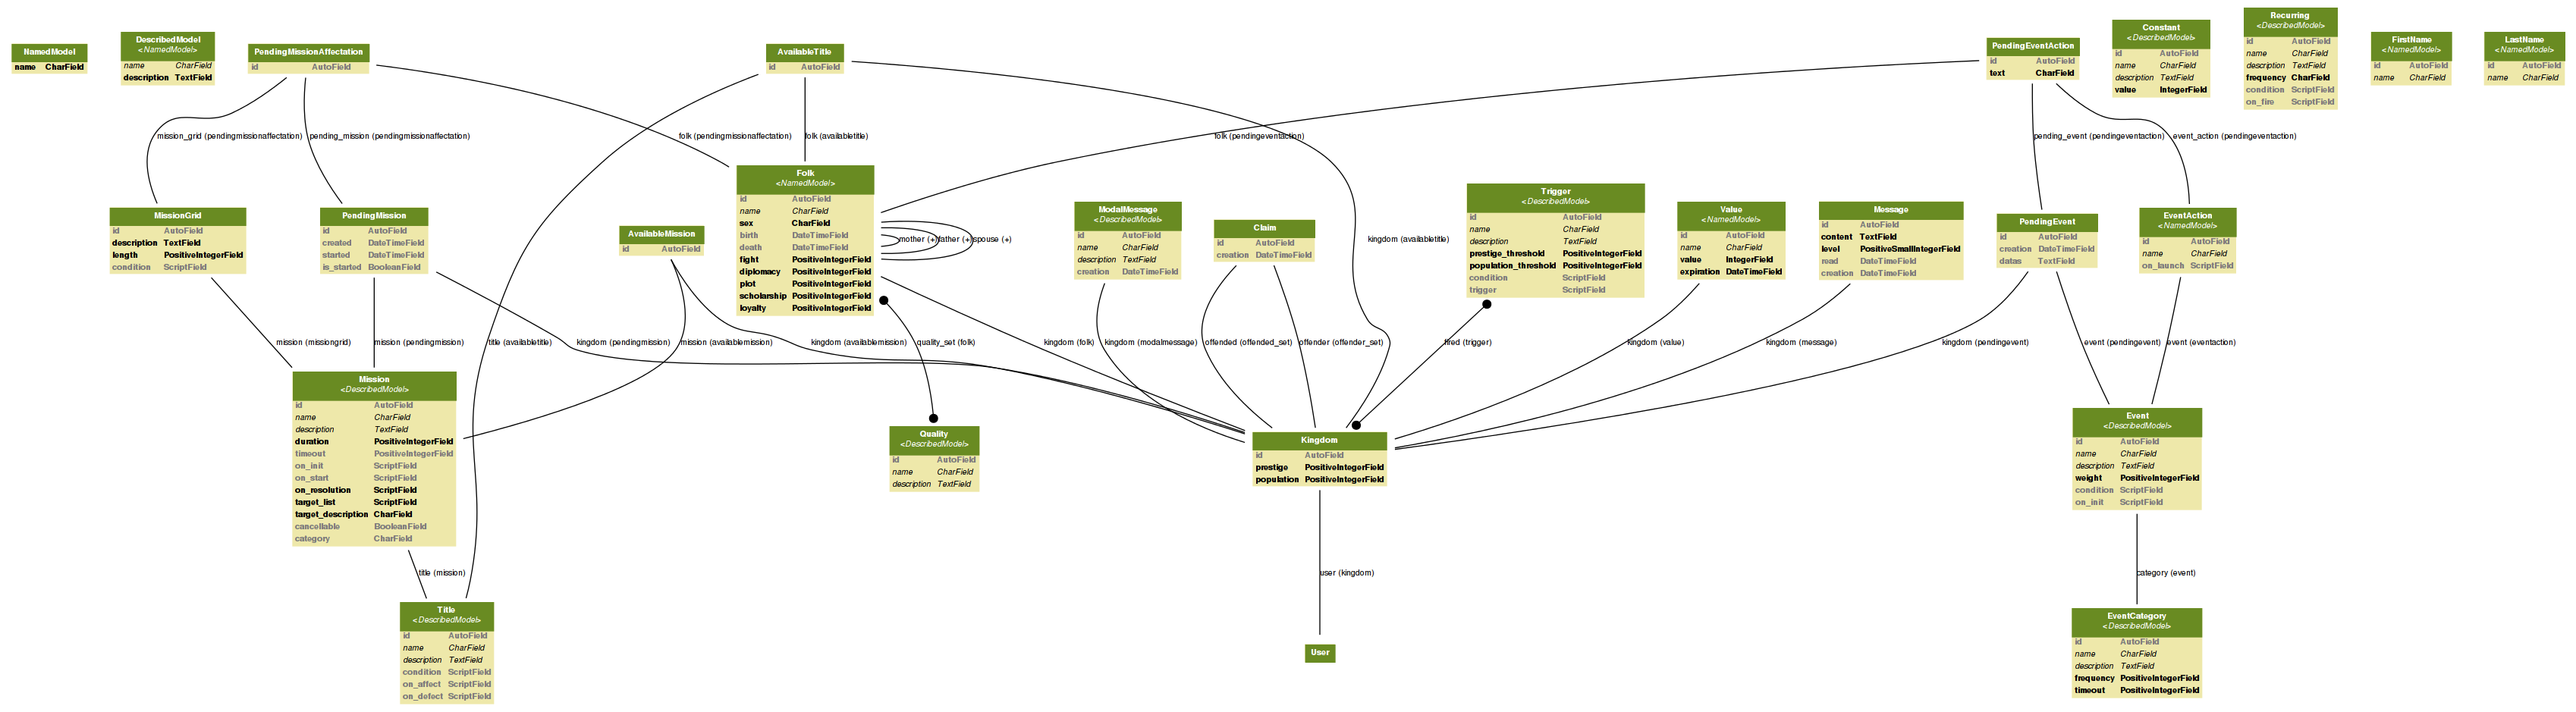 NamedModel
name CharField
DescribedModel
<NamedModel>
name CharField
description TextField
PendingMissionAffectation
id AutoField
AvailableTitle
id AutoField
PendingEventAction
id AutoField
text CharField
Constant
<DescribedModel>
id AutoField
name CharField
description TextField
value IntegerField
Recurring
<DescribedModel>
id AutoField
name CharField
description TextField
frequency CharField
condition ScriptField
on_fire ScriptField
FirstName
<NamedModel>
id AutoField
name CharField
LastName
<NamedModel>
id AutoField
name CharField
mission_grid (pendingmissionaffectation)
pending_mission (pendingmissionaffectation)
folk (pendingmissionaffectation)
folk (availabletitle)
folk (pendingeventaction)
pending_event (pendingeventaction)
event_action (pendingeventaction)
MissionGrid
id AutoField
description TextField
length PositiveIntegerField
condition ScriptField
PendingMission
id AutoField
created DateTimeField
started DateTimeField
is_started BooleanField
AvailableMission
id AutoField
Folk
<NamedModel>
id AutoField
name CharField
sex CharField
birth DateTimeField
death DateTimeField
fight PositiveIntegerField
diplomacy PositiveIntegerField
plot PositiveIntegerField
scholarship PositiveIntegerField
loyalty PositiveIntegerField
mother (+)
father (+)
spouse (+)
ModalMessage
<DescribedModel>
id AutoField
name CharField
description TextField
creation DateTimeField
Claim
id AutoField
creation DateTimeField
kingdom (availabletitle)
Trigger
<DescribedModel>
id AutoField
name CharField
description TextField
prestige_threshold PositiveIntegerField
population_threshold PositiveIntegerField
condition ScriptField
trigger ScriptField
Value
<NamedModel>
id AutoField
name CharField
value IntegerField
expiration DateTimeField
Message
id AutoField
content TextField
level PositiveSmallIntegerField
read DateTimeField
creation DateTimeField
PendingEvent
id AutoField
creation DateTimeField
datas TextField
EventAction
<NamedModel>
id AutoField
name CharField
on_launch ScriptField
mission (missiongrid)
mission (pendingmission)
title (availabletitle)
kingdom (pendingmission)
mission (availablemission)
kingdom (availablemission)
quality_set (folk)
kingdom (folk)
kingdom (modalmessage)
offended (offended_set)
offender (offender_set)
fired (trigger)
kingdom (value)
kingdom (message)
kingdom (pendingevent)
event (pendingevent)
event (eventaction)
Mission
<DescribedModel>
id AutoField
name CharField
description TextField
duration PositiveIntegerField
timeout PositiveIntegerField
on_init ScriptField
on_start ScriptField
on_resolution ScriptField
target_list ScriptField
target_description CharField
cancellable BooleanField
category CharField
Quality
<DescribedModel>
id AutoField
name CharField
description TextField
Kingdom
id AutoField
prestige PositiveIntegerField
population PositiveIntegerField
Event
<DescribedModel>
id AutoField
name CharField
description TextField
weight PositiveIntegerField
condition ScriptField
on_init ScriptField
title (mission)
user (kingdom)
category (event)
Title
<DescribedModel>
id AutoField
name CharField
description TextField
condition ScriptField
on_affect ScriptField
on_defect ScriptField
User
EventCategory
<DescribedModel>
id AutoField
name CharField
description TextField
frequency PositiveIntegerField
timeout PositiveIntegerField